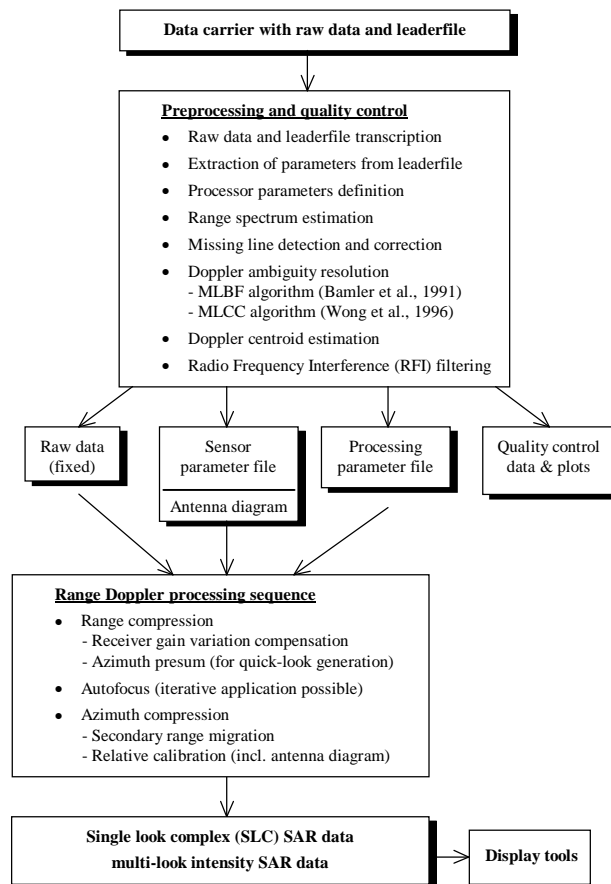 Data carrier with raw data and leaderfile
Preprocessing and quality control
• Raw data and leaderfile transcription
• Extraction of parameters from leaderfile
• Processor parameters definition
• Range spectrum estimation
• Missing line detection and correction
• Doppler ambiguity resolution
- MLBF algorithm (Bamler et al., 1991)
- MLCC algorithm (Wong et al., 1996)
• Doppler centroid estimation
• Radio Frequency Interference (RFI) filtering
Raw data
(fixed)
Sensor
parameter file
Antenna diagram
Processing
parameter file
Quality control
data & plots
Range Doppler processing sequence
• Range compression
- Receiver gain variation compensation
- Azimuth presum (for quick-look generation)
• Autofocus (iterative application possible)
• Azimuth compression
- Secondary range migration
- Relative calibration (incl. antenna diagram)
Single look complex (SLC) SAR data
multi-look intensity SAR data
Display tools